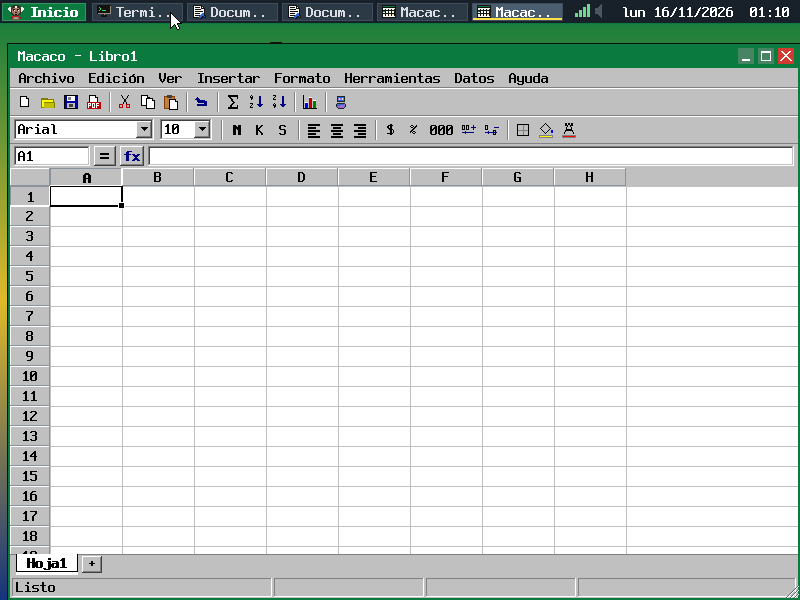 Inicio Termi.. Docum.. Docum.. Macac.. Macac.. lun 16/11/2026 01:10
Macaco - Libro1
Archivo Edición Ver Insertar Formato Herramientas Datos Ayuda
Arial 10 N K S $ % 000
A1 = fx
A B C D E F G H
1
2
3
4
5
6
7
8
9
10
11
12
13
14
15
16
17
18
Hoja1 +
Listo